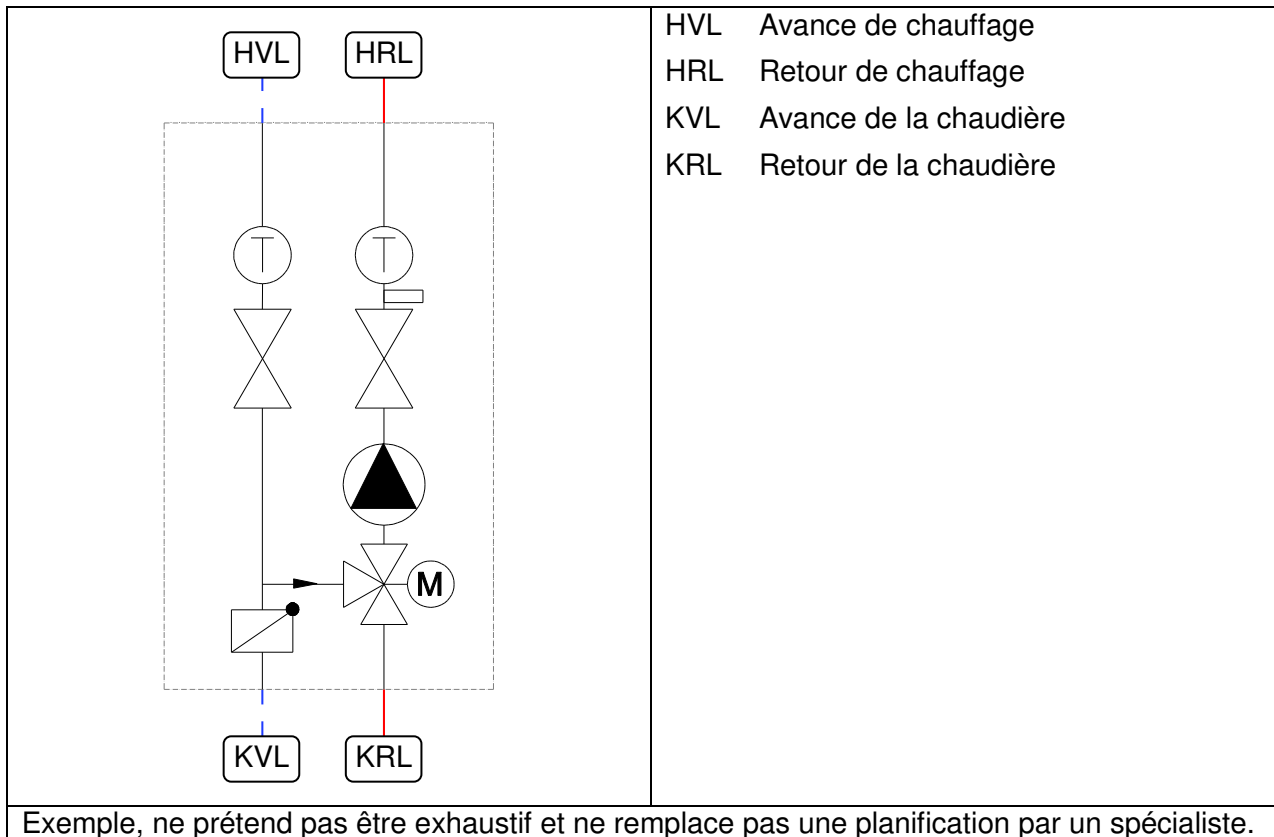 HVL HRL
T T
M
KVL KRL
HVL Avance de chauffage
HRL Retour de chauffage
KVL Avance de la chaudière
KRL Retour de la chaudière
Exemple, ne prétend pas être exhaustif et ne remplace pas une planification par un spécialiste.